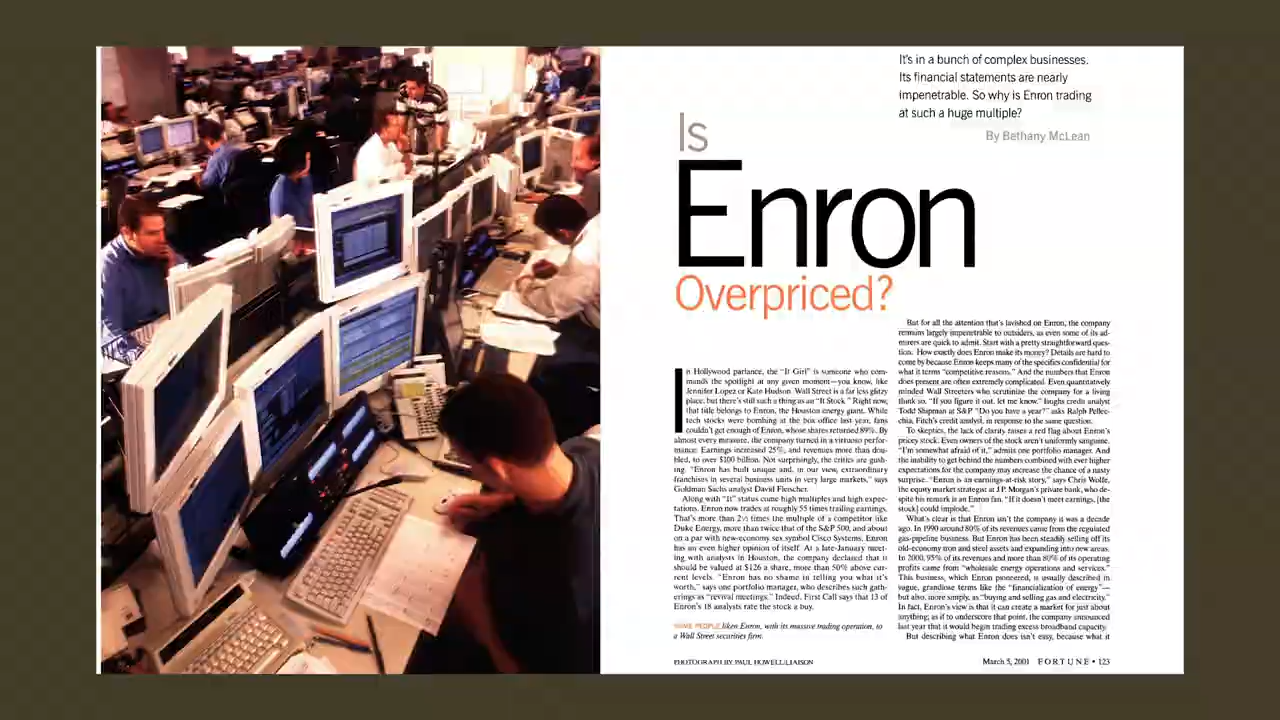 It's in a bunch of complex businesses.
Its financial statements are nearly
impenetrable. So why is Enron trading
at such a huge multiple?
By Bethany McLean
Is
Enron
Overpriced?
In Hollywood parlance, the "It Girl" is someone who com-
mands the spotlight at any given moment—you know, like
Jennifer Lopez or Kate Hudson. Wall Street is a far less glitzy
place, but there's still such a thing as an "It Stock." Right now,
that title belongs to Enron, the Houston energy giant. While
tech stocks were bombing at the box office last year, fans
couldn't get enough of Enron, whose shares returned 89%. By
almost every measure, the company turned in a virtuoso perfor-
mance: Earnings increased 25%, and revenues more than dou-
bled, to over $100 billion. Not surprisingly, the critics are gush-
ing. "Enron has built unique and, in our view, extraordinary
franchises in several business units in very large markets," says
Goldman Sachs analyst David Fleischer.
Along with "It" status come high multiples and high expec-
tations. Enron now trades at roughly 55 times trailing earnings.
That's more than 2½ times the multiple of a competitor like
Duke Energy, more than twice that of the S&P 500, and about
on a par with new-economy sex symbol Cisco Systems. Enron
has an even higher opinion of itself. At a late-January meet-
ing with analysts in Houston, the company declared that it
should be valued at $126 a share, more than 50% above cur-
rent levels. "Enron has no shame in telling you what it's
worth," says one portfolio manager, who describes such gath-
erings as "revival meetings." Indeed, First Call says that 13 of
Enron's 18 analysts rate the stock a buy.
SOME PEOPLE liken Enron, with its massive trading operation, to
a Wall Street securities firm.
PHOTOGRAPH BY PAUL HOWELL/LIAISON
But for all the attention that's lavished on Enron, the company
remains largely impenetrable to outsiders, as even some of its ad-
mirers are quick to admit. Start with a pretty straightforward ques-
tion: How exactly does Enron make its money? Details are hard to
come by because Enron keeps many of the specifics confidential for
what it terms "competitive reasons." And the numbers that Enron
does present are often extremely complicated. Even quantitatively
minded Wall Streeters who scrutinize the company for a living
think so. "If you figure it out, let me know," laughs credit analyst
Todd Shipman at S&P. "Do you have a year?" asks Ralph Pellec-
chia, Fitch's credit analyst, in response to the same question.
To skeptics, the lack of clarity raises a red flag about Enron's
pricey stock. Even owners of the stock aren't uniformly sanguine.
"I'm somewhat afraid of it," admits one portfolio manager. And
the inability to get behind the numbers combined with ever higher
expectations for the company may increase the chance of a nasty
surprise. "Enron is an earnings-at-risk story," says Chris Wolfe,
the equity market strategist at J.P. Morgan's private bank, who de-
spite his remark is an Enron fan. "If it doesn't meet earnings, [the
stock] could implode."
What's clear is that Enron isn't the company it was a decade
ago. In 1990 around 80% of its revenues came from the regulated
gas-pipeline business. But Enron has been steadily selling off its
old-economy iron and steel assets and expanding into new areas.
In 2000, 95% of its revenues and more than 80% of its operating
profits came from "wholesale energy operations and services."
This business, which Enron pioneered, is usually described in
vague, grandiose terms like the "financialization of energy"—
but also, more simply, as "buying and selling gas and electricity."
In fact, Enron's view is that it can create a market for just about
anything; as if to underscore that point, the company announced
last year that it would begin trading excess broadband capacity.
But describing what Enron does isn't easy, because what it
March 5, 2001 FORTUNE • 123